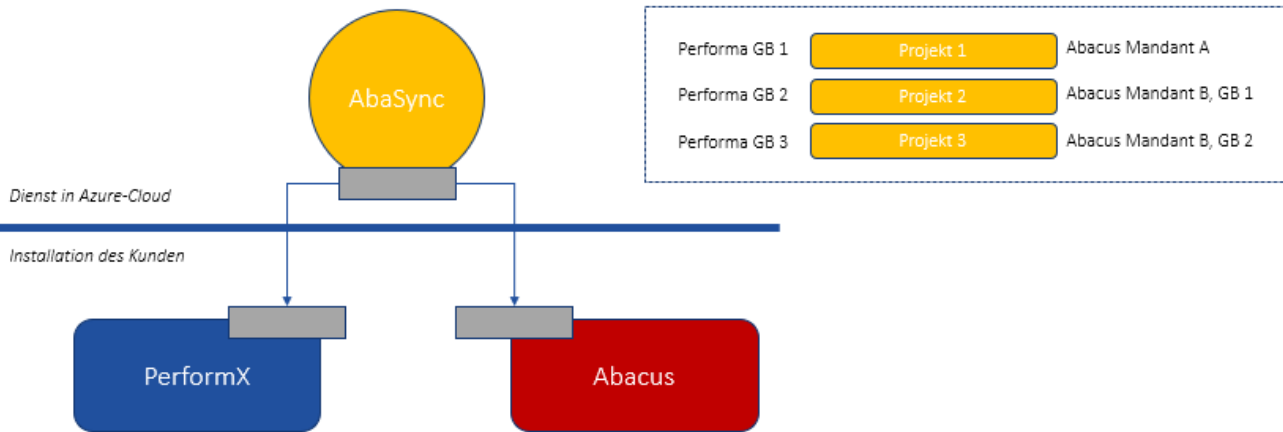 AbaSync
Dienst in Azure-Cloud
Installation des Kunden
PerformX
Abacus
Performa GB 1 Projekt 1 Abacus Mandant A
Performa GB 2 Projekt 2 Abacus Mandant B, GB 1
Performa GB 3 Projekt 3 Abacus Mandant B, GB 2